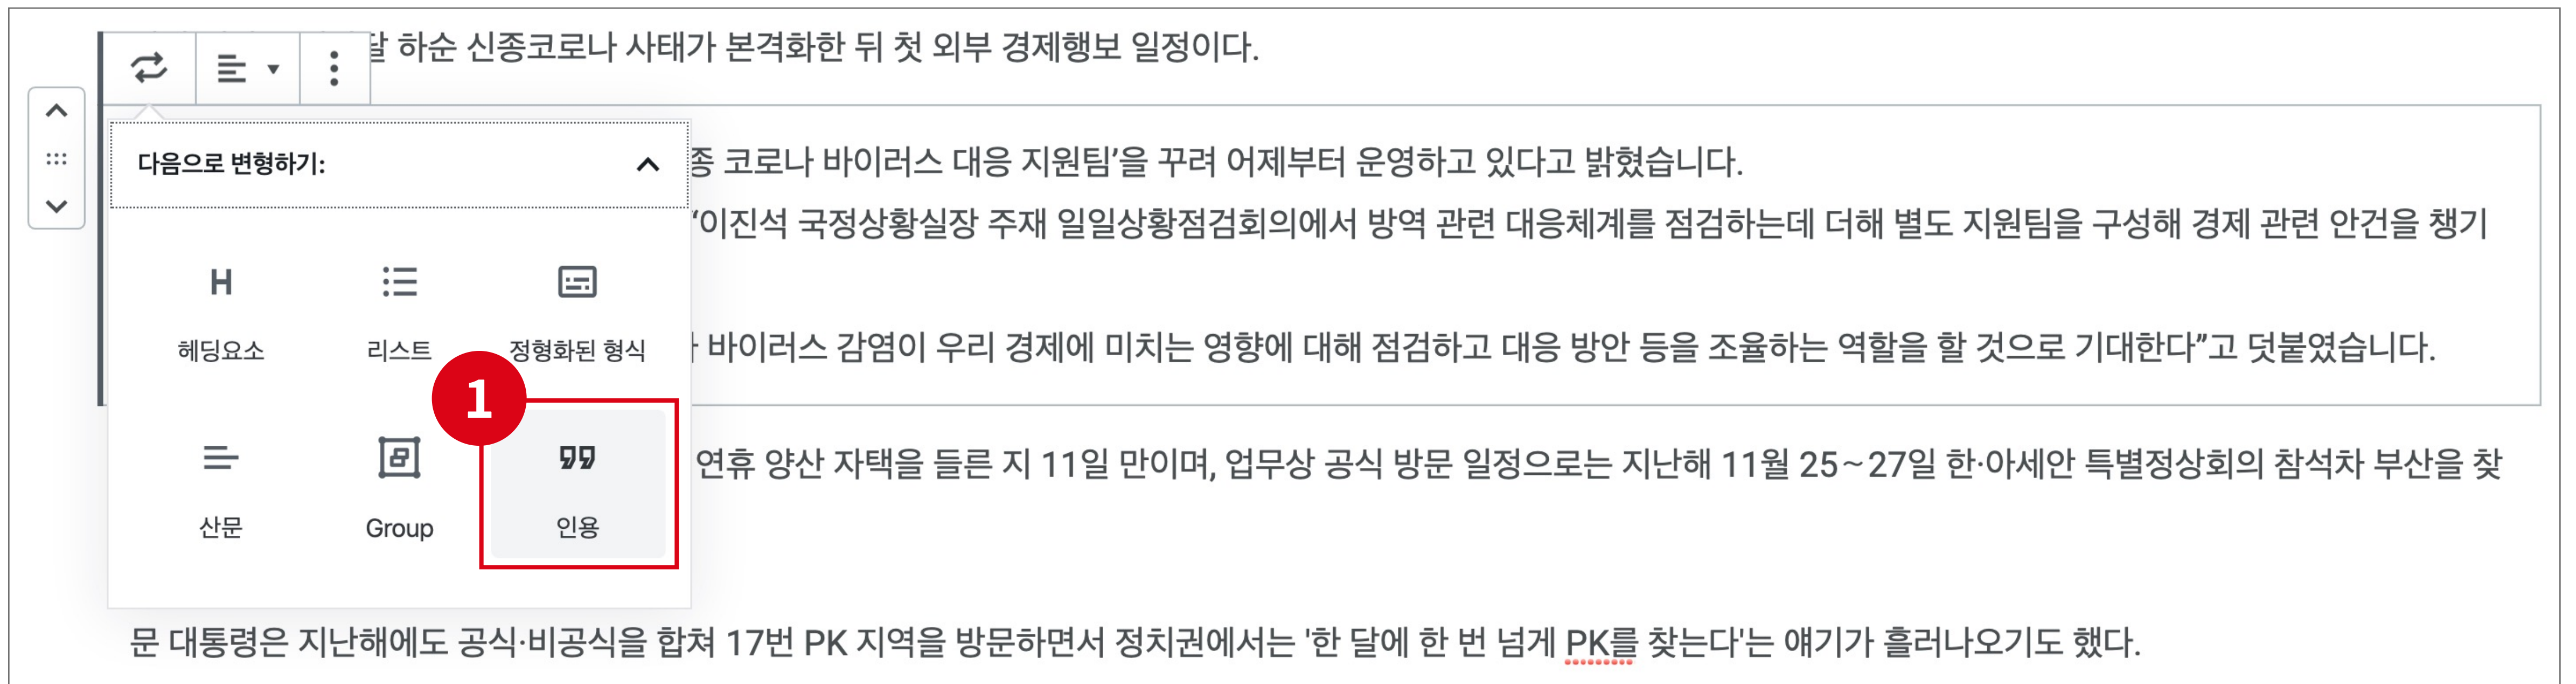 하순 신종코로나 사태가 본격화한 뒤 첫 외부 경제행보 일정이다.
다음으로 변형하기:
코로나 바이러스 대응 지원팀’을 꾸려 어제부터 운영하고 있다고 밝혔습니다.
“이진석 국정상황실장 주재 일일상황점검회의에서 방역 관련 대응체계를 점검하는데 더해 별도 지원팀을 구성해 경제 관련 안건을 챙기
H
헤딩요소 리스트 정형화된 형식
바이러스 감염이 우리 경제에 미치는 영향에 대해 점검하고 대응 방안 등을 조율하는 역할을 할 것으로 기대한다”고 덧붙였습니다.
1
산문 Group 인용
연휴 양산 자택을 들른 지 11일 만이며, 업무상 공식 방문 일정으로는 지난해 11월 25~27일 한·아세안 특별정상회의 참석차 부산을 찾
문 대통령은 지난해에도 공식·비공식을 합쳐 17번 PK 지역을 방문하면서 정치권에서는 '한 달에 한 번 넘게 PK를 찾는다'는 얘기가 흘러나오기도 했다.